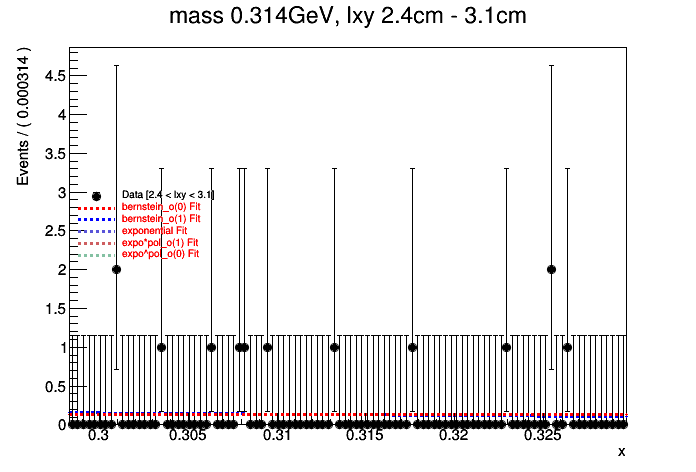 mass 0.314GeV, lxy 2.4cm - 3.1cm
Events / ( 0.000314 )
4.5
4
3.5
3
2.5
2
1.5
1
0.5
0
Data [2.4 < lxy < 3.1]
bernstein_o(0) Fit
bernstein_o(1) Fit
exponential Fit
expo*pol_o(1) Fit
expo^pol_o(0) Fit
0.3 0.305 0.31 0.315 0.32 0.325
x